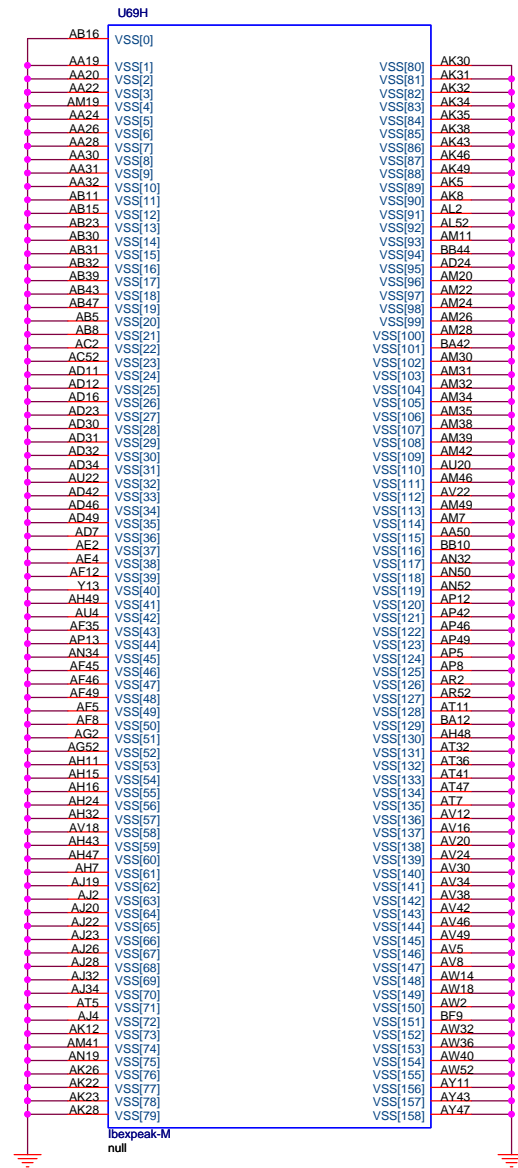 U69H
AB16 VSS[0]
AA19 VSS[1] VSS[80] AK30
AA20 VSS[2] VSS[81] AK31
AA22 VSS[3] VSS[82] AK32
AM19 VSS[4] VSS[83] AK34
AA24 VSS[5] VSS[84] AK35
AA26 VSS[6] VSS[85] AK38
AA28 VSS[7] VSS[86] AK43
AA30 VSS[8] VSS[87] AK46
AA31 VSS[9] VSS[88] AK49
AA32 VSS[10] VSS[89] AK5
AB11 VSS[11] VSS[90] AK8
AB15 VSS[12] VSS[91] AL2
AB23 VSS[13] VSS[92] AL52
AB30 VSS[14] VSS[93] AM11
AB31 VSS[15] VSS[94] BB44
AB32 VSS[16] VSS[95] AD24
AB39 VSS[17] VSS[96] AM20
AB43 VSS[18] VSS[97] AM22
AB47 VSS[19] VSS[98] AM24
AB5 VSS[20] VSS[99] AM26
AB8 VSS[21] VSS[100] AM28
AC2 VSS[22] VSS[101] BA42
AC52 VSS[23] VSS[102] AM30
AD11 VSS[24] VSS[103] AM31
AD12 VSS[25] VSS[104] AM32
AD16 VSS[26] VSS[105] AM34
AD23 VSS[27] VSS[106] AM35
AD30 VSS[28] VSS[107] AM38
AD31 VSS[29] VSS[108] AM39
AD32 VSS[30] VSS[109] AM42
AD34 VSS[31] VSS[110] AU20
AU22 VSS[32] VSS[111] AM46
AD42 VSS[33] VSS[112] AV22
AD46 VSS[34] VSS[113] AM49
AD49 VSS[35] VSS[114] AM7
AD7 VSS[36] VSS[115] AA50
AE2 VSS[37] VSS[116] BB10
AE4 VSS[38] VSS[117] AN32
AF12 VSS[39] VSS[118] AN50
Y13 VSS[40] VSS[119] AN52
AH49 VSS[41] VSS[120] AP12
AU4 VSS[42] VSS[121] AP42
AF35 VSS[43] VSS[122] AP46
AP13 VSS[44] VSS[123] AP49
AN34 VSS[45] VSS[124] AP5
AF45 VSS[46] VSS[125] AP8
AF46 VSS[47] VSS[126] AR2
AF49 VSS[48] VSS[127] AR52
AF5 VSS[49] VSS[128] AT11
AF8 VSS[50] VSS[129] BA12
AG2 VSS[51] VSS[130] AH48
AG52 VSS[52] VSS[131] AT32
AH11 VSS[53] VSS[132] AT36
AH15 VSS[54] VSS[133] AT41
AH16 VSS[55] VSS[134] AT47
AH24 VSS[56] VSS[135] AT7
AH32 VSS[57] VSS[136] AV12
AV18 VSS[58] VSS[137] AV16
AH43 VSS[59] VSS[138] AV20
AH47 VSS[60] VSS[139] AV24
AH7 VSS[61] VSS[140] AV30
AJ19 VSS[62] VSS[141] AV34
AJ2 VSS[63] VSS[142] AV38
AJ20 VSS[64] VSS[143] AV42
AJ22 VSS[65] VSS[144] AV46
AJ23 VSS[66] VSS[145] AV49
AJ26 VSS[67] VSS[146] AV5
AJ28 VSS[68] VSS[147] AV8
AJ32 VSS[69] VSS[148] AW14
AJ34 VSS[70] VSS[149] AW18
AT5 VSS[71] VSS[150] AW2
AJ4 VSS[72] VSS[151] BF9
AK12 VSS[73] VSS[152] AW32
AM41 VSS[74] VSS[153] AW36
AN19 VSS[75] VSS[154] AW40
AK26 VSS[76] VSS[155] AW52
AK22 VSS[77] VSS[156] AY11
AK23 VSS[78] VSS[157] AY43
AK28 VSS[79] VSS[158] AY47
Ibexpeak-M
null